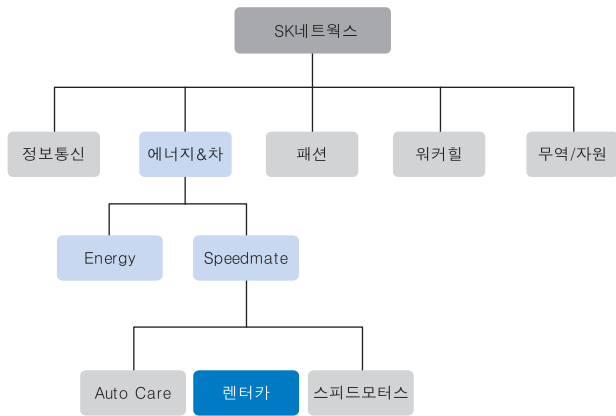 SK네트웍스
정보통신
에너지&차
패션
워커힐
무역/자원
Energy
Speedmate
Auto Care
렌터카
스피드모터스